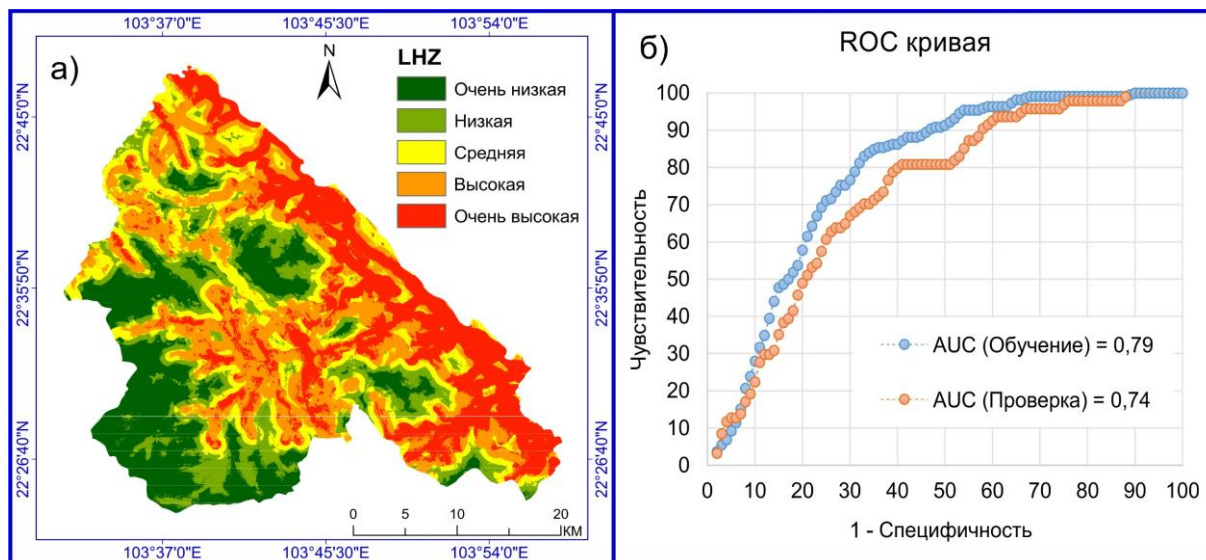 103°37'0"E 103°45'30"E 103°54'0"E
а)
N
LHZ
Очень низкая
Низкая
Средняя
Высокая
Очень высокая
22°45'0"N
22°35'50"N
22°26'40"N
22°45'0"N
22°35'50"N
22°26'40"N
0 5 10 20
КМ
103°37'0"E 103°45'30"E 103°54'0"E
б)
ROC кривая
Чувствительность
100
90
80
70
60
50
40
30
20
10
0
AUC (Обучение) = 0,79
AUC (Проверка) = 0,74
0 10 20 30 40 50 60 70 80 90 100
1 - Специфичность